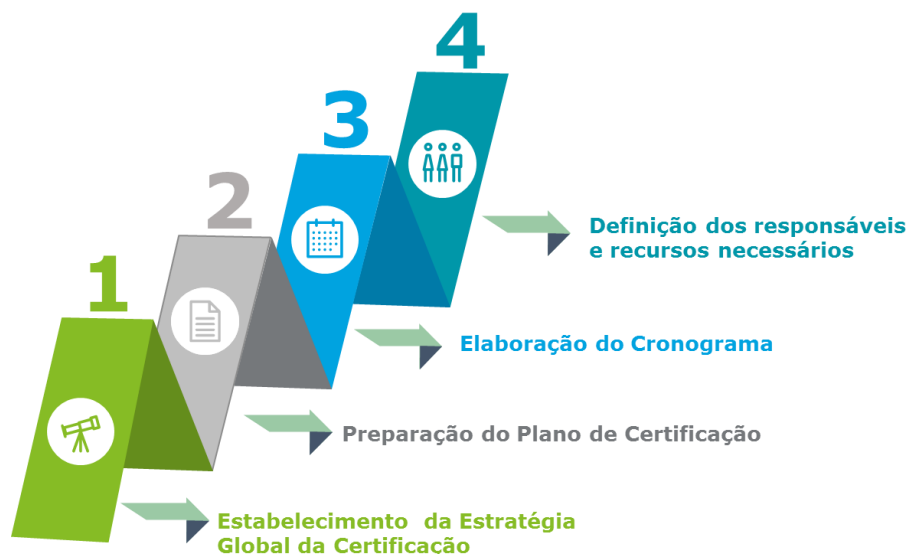 4
3
2
1
Definição dos responsáveis
e recursos necessários
Elaboração do Cronograma
Preparação do Plano de Certificação
Estabelecimento da Estratégia
Global da Certificação